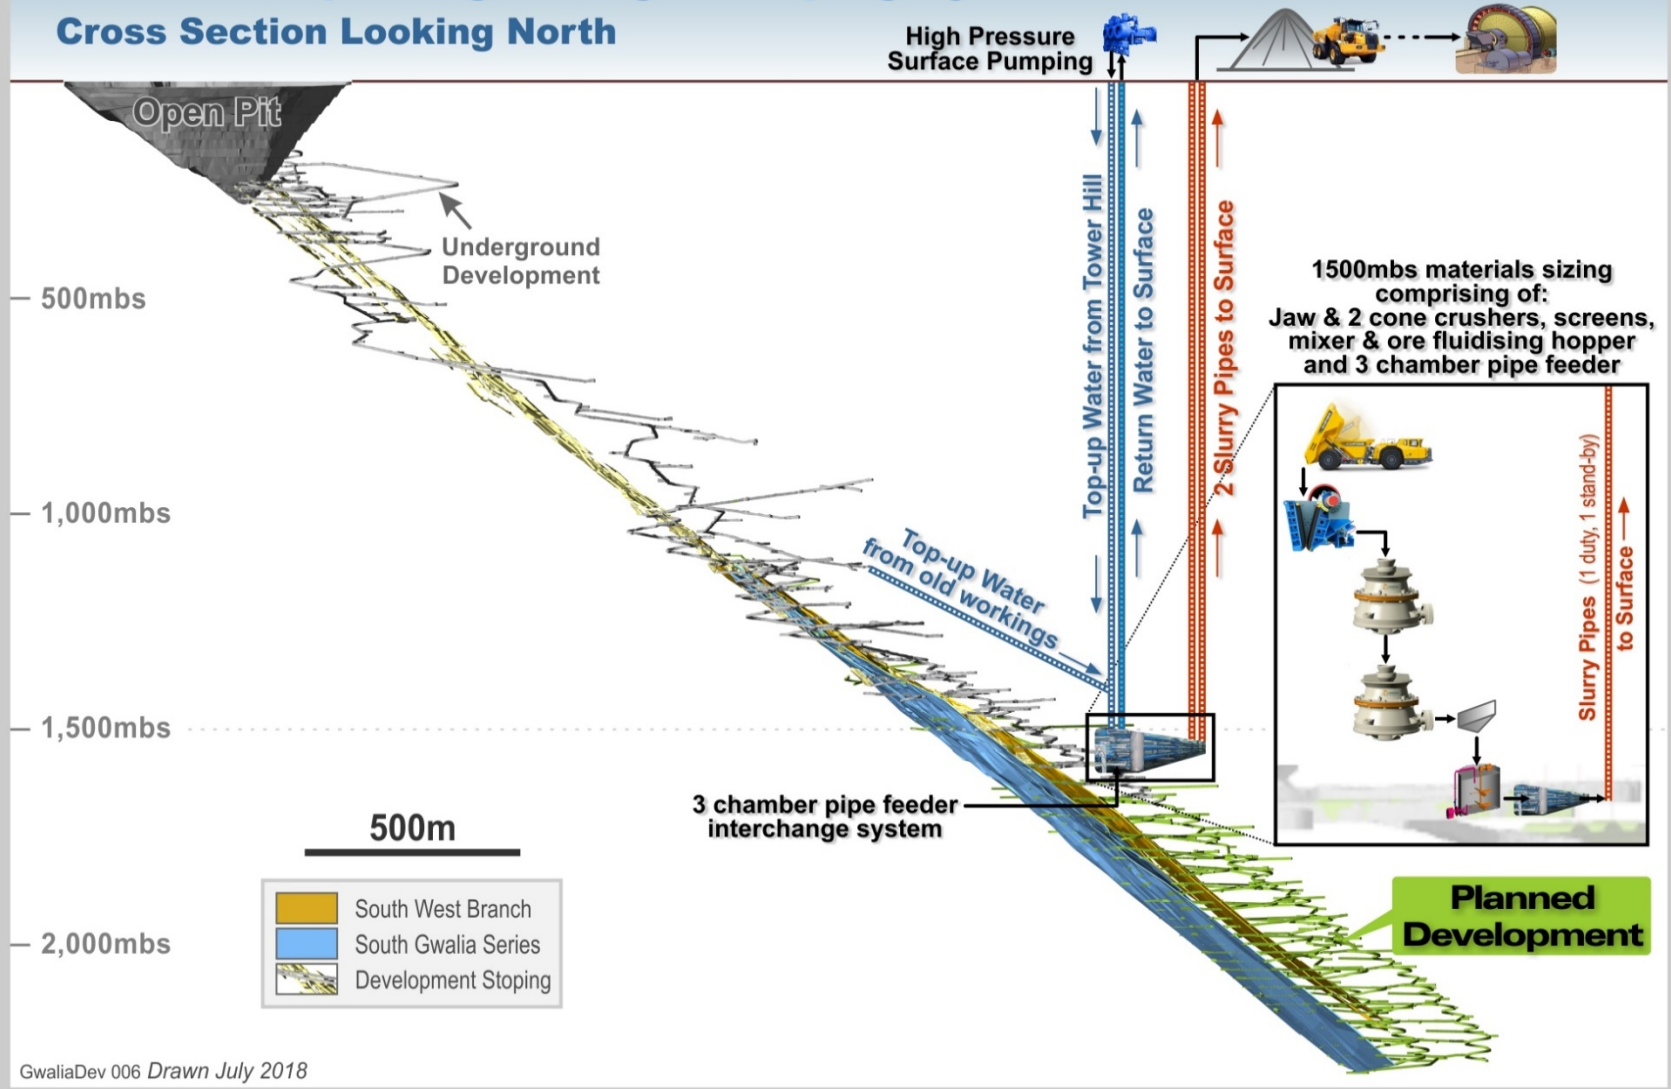 Cross Section Looking North
High Pressure
Surface Pumping
Open Pit
Underground
Development
500mbs
1,000mbs
1,500mbs
2,000mbs
Top-up Water from Tower Hill
Return Water to Surface
2 Slurry Pipes to Surface
Top-up Water
from old workings
1500mbs materials sizing
comprising of:
Jaw & 2 cone crushers, screens,
mixer & ore fluidising hopper
and 3 chamber pipe feeder
Slurry Pipes (1 duty, 1 stand-by)
to Surface
3 chamber pipe feeder
interchange system
500m
South West Branch
South Gwalia Series
Development Stoping
Planned
Development
GwaliaDev 006 Drawn July 2018